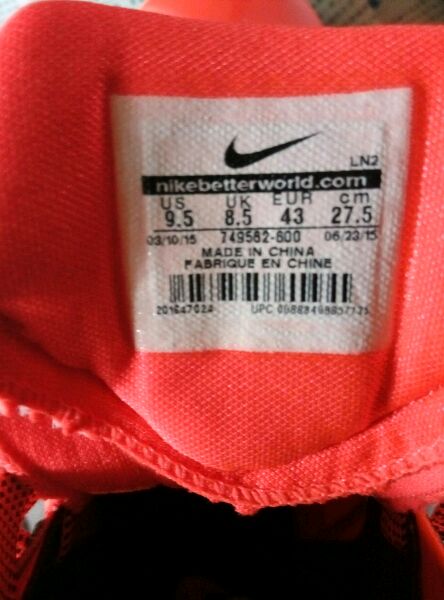 LN2
nikebetterworld.com
US UK EUR cm
9.5 8.5 43 27.5
03/10/15 749562-600 06/23/15
MADE IN CHINA
FABRIQUE EN CHINE
UPC